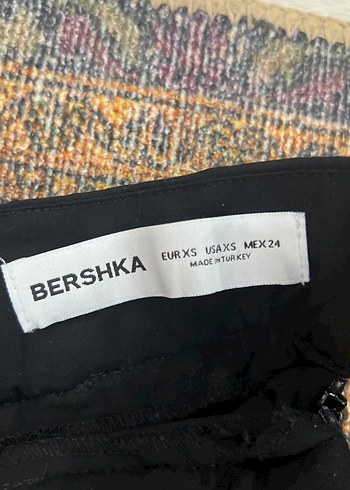 BERSHKA
EUR XS USA XS MEX 24
MADE IN TURKEY